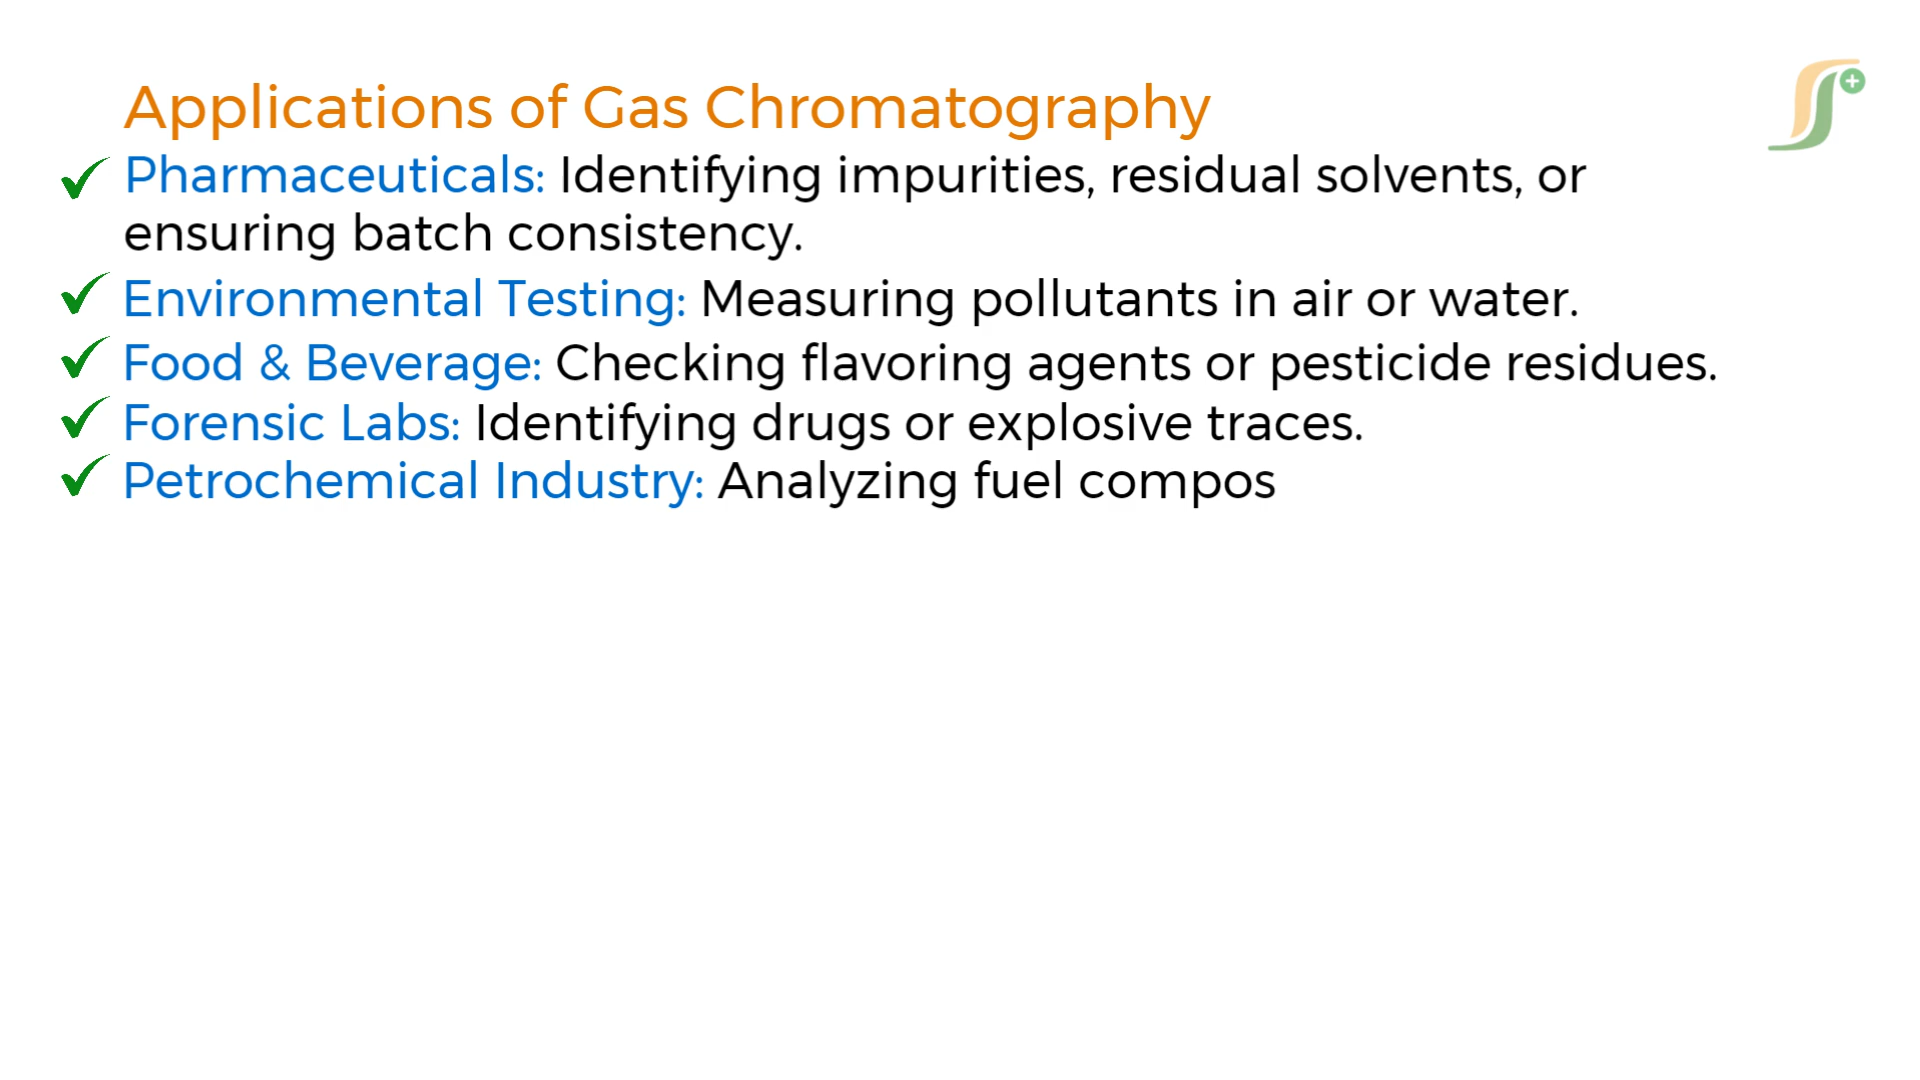 Applications of Gas Chromatography
Pharmaceuticals: Identifying impurities, residual solvents, or
ensuring batch consistency.
Environmental Testing: Measuring pollutants in air or water.
Food & Beverage: Checking flavoring agents or pesticide residues.
Forensic Labs: Identifying drugs or explosive traces.
Petrochemical Industry: Analyzing fuel compos